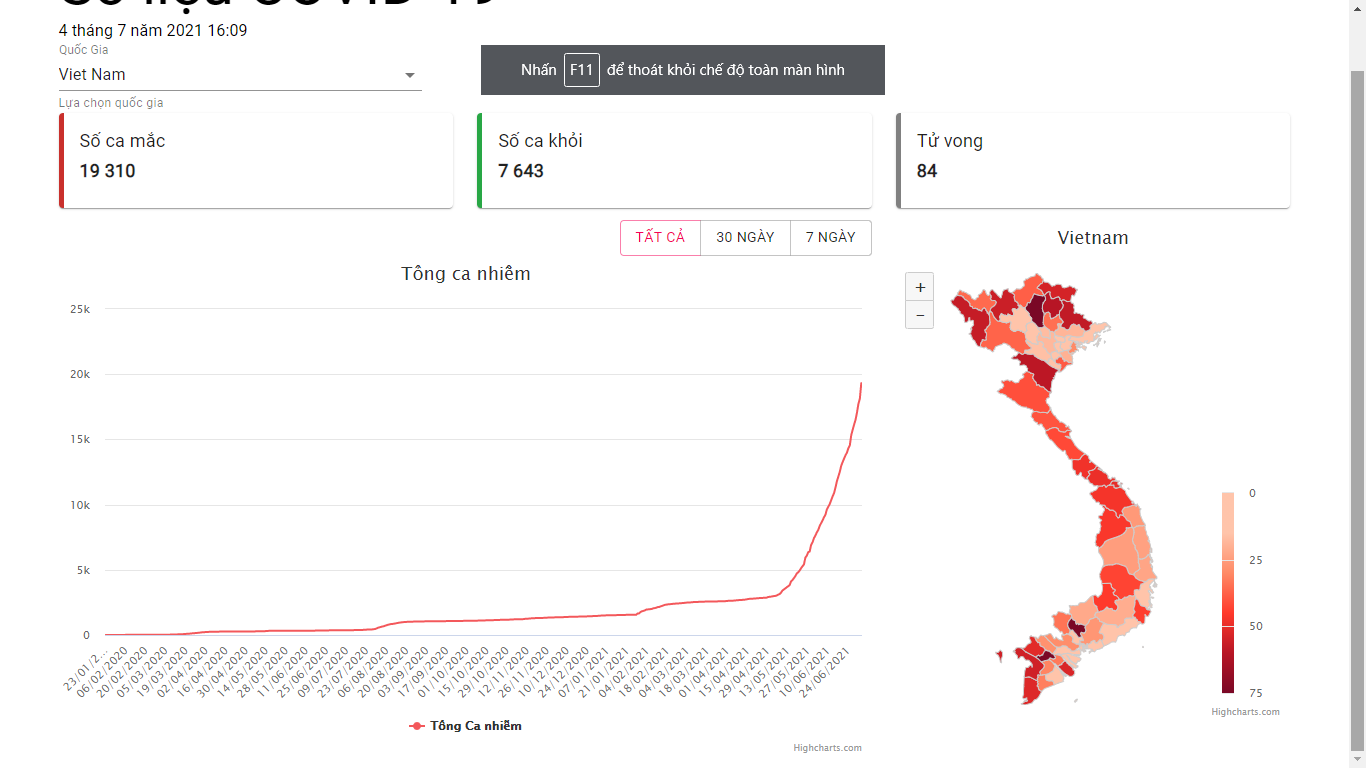 Số liệu COVID-19
4 tháng 7 năm 2021 16:09
Quốc Gia
Viet Nam
Lựa chọn quốc gia
Nhấn F11 để thoát khỏi chế độ toàn màn hình
Số ca mắc
19 310
Số ca khỏi
7 643
Tử vong
84
TẤT CẢ
30 NGÀY
7 NGÀY
Tổng ca nhiễm
25k
20k
15k
10k
5k
0
23/01/2...
06/02/2020
20/02/2020
05/03/2020
19/03/2020
02/04/2020
16/04/2020
30/04/2020
14/05/2020
28/05/2020
11/06/2020
25/06/2020
09/07/2020
23/07/2020
06/08/2020
20/08/2020
03/09/2020
17/09/2020
01/10/2020
15/10/2020
29/10/2020
12/11/2020
26/11/2020
10/12/2020
24/12/2020
07/01/2021
21/01/2021
04/02/2021
18/02/2021
04/03/2021
18/03/2021
01/04/2021
15/04/2021
29/04/2021
13/05/2021
27/05/2021
10/06/2021
24/06/2021
Tổng Ca nhiễm
Highcharts.com
Vietnam
+
−
0
25
50
75
Highcharts.com